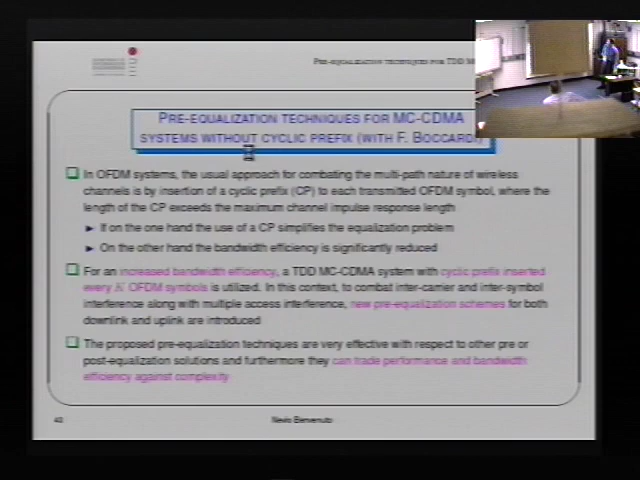 PRE-EQUALIZATION TECHNIQUES FOR TDD M
PRE-EQUALIZATION TECHNIQUES FOR MC-CDMA
SYSTEMS WITHOUT CYCLIC PREFIX (WITH F. BOCCARDI)
In OFDM systems, the usual approach for combating the multi-path nature of wireless
channels is by insertion of a cyclic prefix (CP) to each transmitted OFDM symbol, where the
length of the CP exceeds the maximum channel impulse response length
If on the one hand the use of a CP simplifies the equalization problem
On the other hand the bandwidth efficiency is significantly reduced
For an increased bandwidth efficiency, a TDD MC-CDMA system with cyclic prefix inserted
every K OFDM symbols is utilized. In this context, to combat inter-carrier and inter-symbol
interference along with multiple access interference, new pre-equalization schemes for both
downlink and uplink are introduced
The proposed pre-equalization techniques are very effective with respect to other pre or
post-equalization solutions and furthermore they can trade performance and bandwidth
efficiency against complexity
Nevio Benvenuto